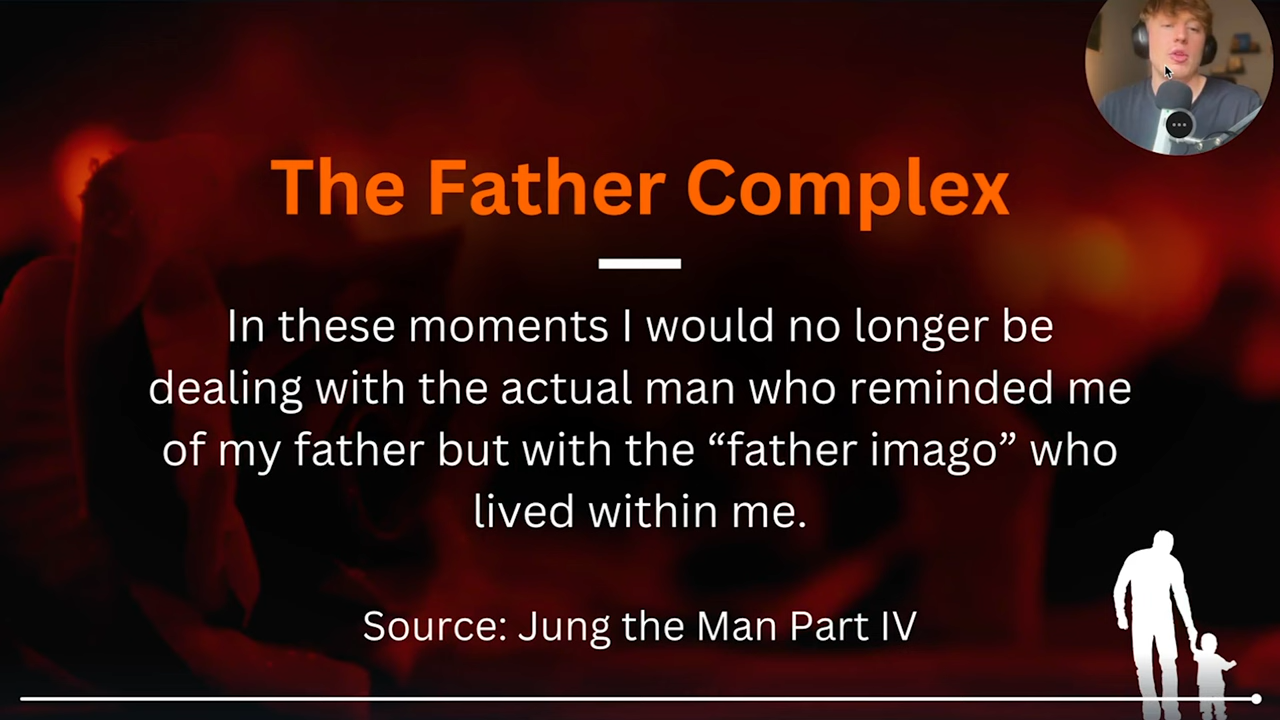 The Father Complex
In these moments I would no longer be
dealing with the actual man who reminded me
of my father but with the “father imago” who
lived within me.
Source: Jung the Man Part IV